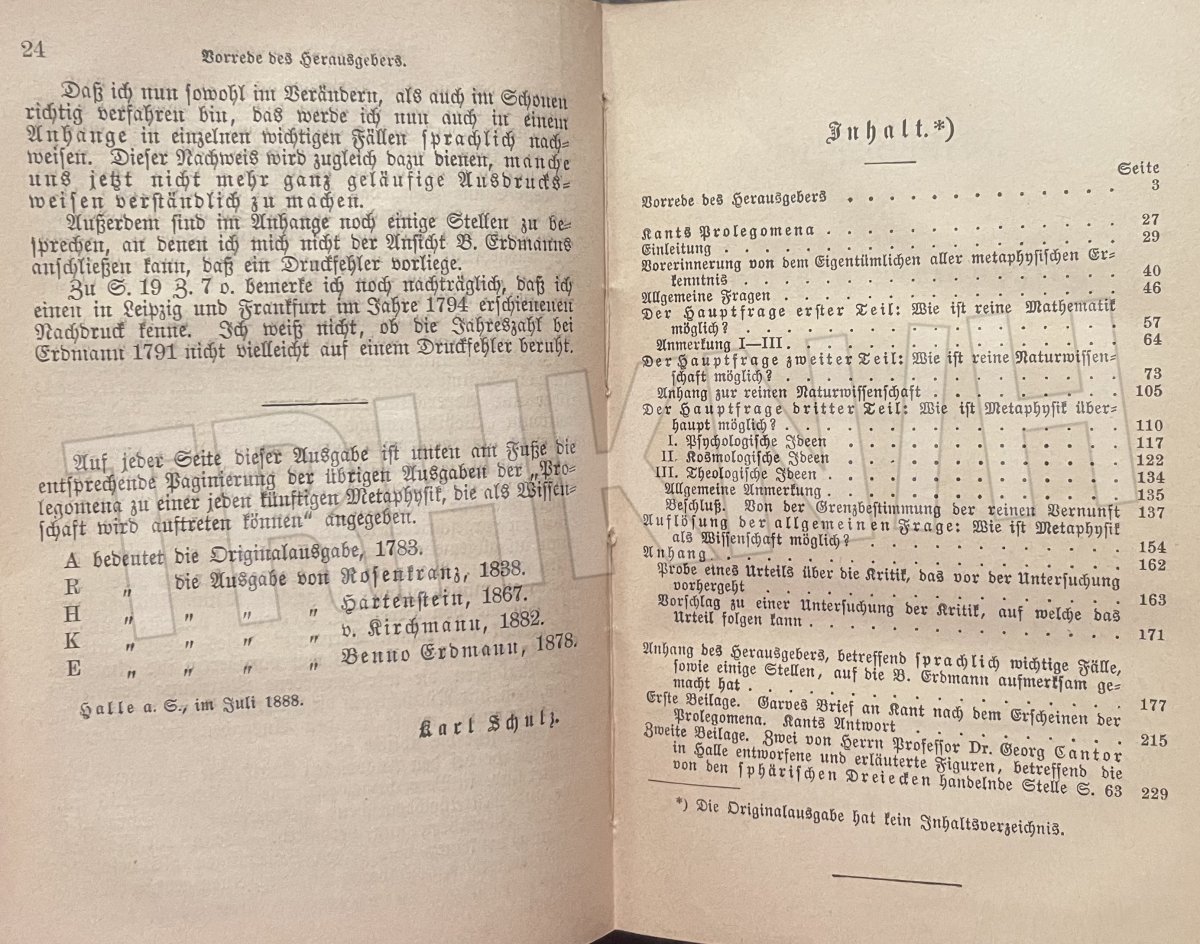 24
Vorrede des Herausgebers.
Daß ich nun sowohl im Verändern, als auch im Schonen
richtig verfahren bin, das werde ich nun auch in einem
Anhange in einzelnen wichtigen Fällen sprachlich nach-
weisen. Dieser Nachweis wird zugleich dazu dienen, manche
uns jetzt nicht mehr ganz geläufige Ausdrucks-
weisen verständlich zu machen.
Außerdem sind im Anhange noch einige Stellen zu be-
sprechen, an denen ich mich nicht der Ansicht B. Erdmanns
anschließen kann, daß ein Druckfehler vorliege.
Zu S. 19 Z. 7 o. bemerke ich noch nachträglich, daß ich
einen in Leipzig und Frankfurt im Jahre 1794 erschienenen
Nachdruck kenne. Ich weiß nicht, ob die Jahreszahl bei
Erdmann 1791 nicht vielleicht auf einem Druckfehler beruht.
Auf jeder Seite dieser Ausgabe ist unten am Fuße die
entsprechende Paginierung der übrigen Ausgaben der „Pro-
legomena zu einer jeden künftigen Metaphysik, die als Wissen-
schaft wird auftreten können“ angegeben.
A bedeutet die Originalausgabe, 1783.
R „ die Ausgabe von Rosenkranz, 1838.
H „ „ „ „ Hartenstein, 1867.
K „ „ „ „ v. Kirchmann, 1882.
E „ „ „ „ Benno Erdmann, 1878.
Halle a. S., im Juli 1888.
Karl Schulz.
Inhalt.*)
Seite
Vorrede des Herausgebers . . . . . . . . . . 3
Kants Prolegomena . . . . . . . . . . 27
Einleitung . . . . . . . . . . 29
Vorerinnerung von dem Eigentümlichen aller metaphysischen Er-
kenntnis . . . . . . . . . . 40
Allgemeine Fragen . . . . . . . . . . 46
Der Hauptfrage erster Teil: Wie ist reine Mathematik
möglich? . . . . . . . . . . 57
Anmerkung I—III. . . . . . . . . . . 64
Der Hauptfrage zweiter Teil: Wie ist reine Naturwissen-
schaft möglich? . . . . . . . . . . 73
Anhang zur reinen Naturwissenschaft . . . . . . . . 105
Der Hauptfrage dritter Teil: Wie ist Metaphysik über-
haupt möglich? . . . . . . . . . . 110
I. Psychologische Ideen . . . . . . . . . . 117
II. Kosmologische Ideen . . . . . . . . . . 122
III. Theologische Ideen . . . . . . . . . . 134
Allgemeine Anmerkung . . . . . . . . . . 135
Beschluß. Von der Grenzbestimmung der reinen Vernunft 137
Auflösung der allgemeinen Frage: Wie ist Metaphysik
als Wissenschaft möglich? . . . . . . . . . . 154
Anhang . . . . . . . . . . 162
Probe eines Urteils über die Kritik, das vor der Untersuchung
vorhergeht . . . . . . . . . . 163
Vorschlag zu einer Untersuchung der Kritik, auf welche das
Urteil folgen kann . . . . . . . . . . 171
Anhang des Herausgebers, betreffend sprachlich wichtige Fälle,
sowie einige Stellen, auf die B. Erdmann aufmerksam ge-
macht hat . . . . . . . . . . 177
Erste Beilage. Garves Brief an Kant nach dem Erscheinen der
Prolegomena. Kants Antwort . . . . . . . . 215
Zweite Beilage. Zwei von Herrn Professor Dr. Georg Cantor
in Halle entworfene und erläuterte Figuren, betreffend die
von den sphärischen Dreiecken handelnde Stelle S. 63 229
*) Die Originalausgabe hat kein Inhaltsverzeichnis.
TRHKNVH